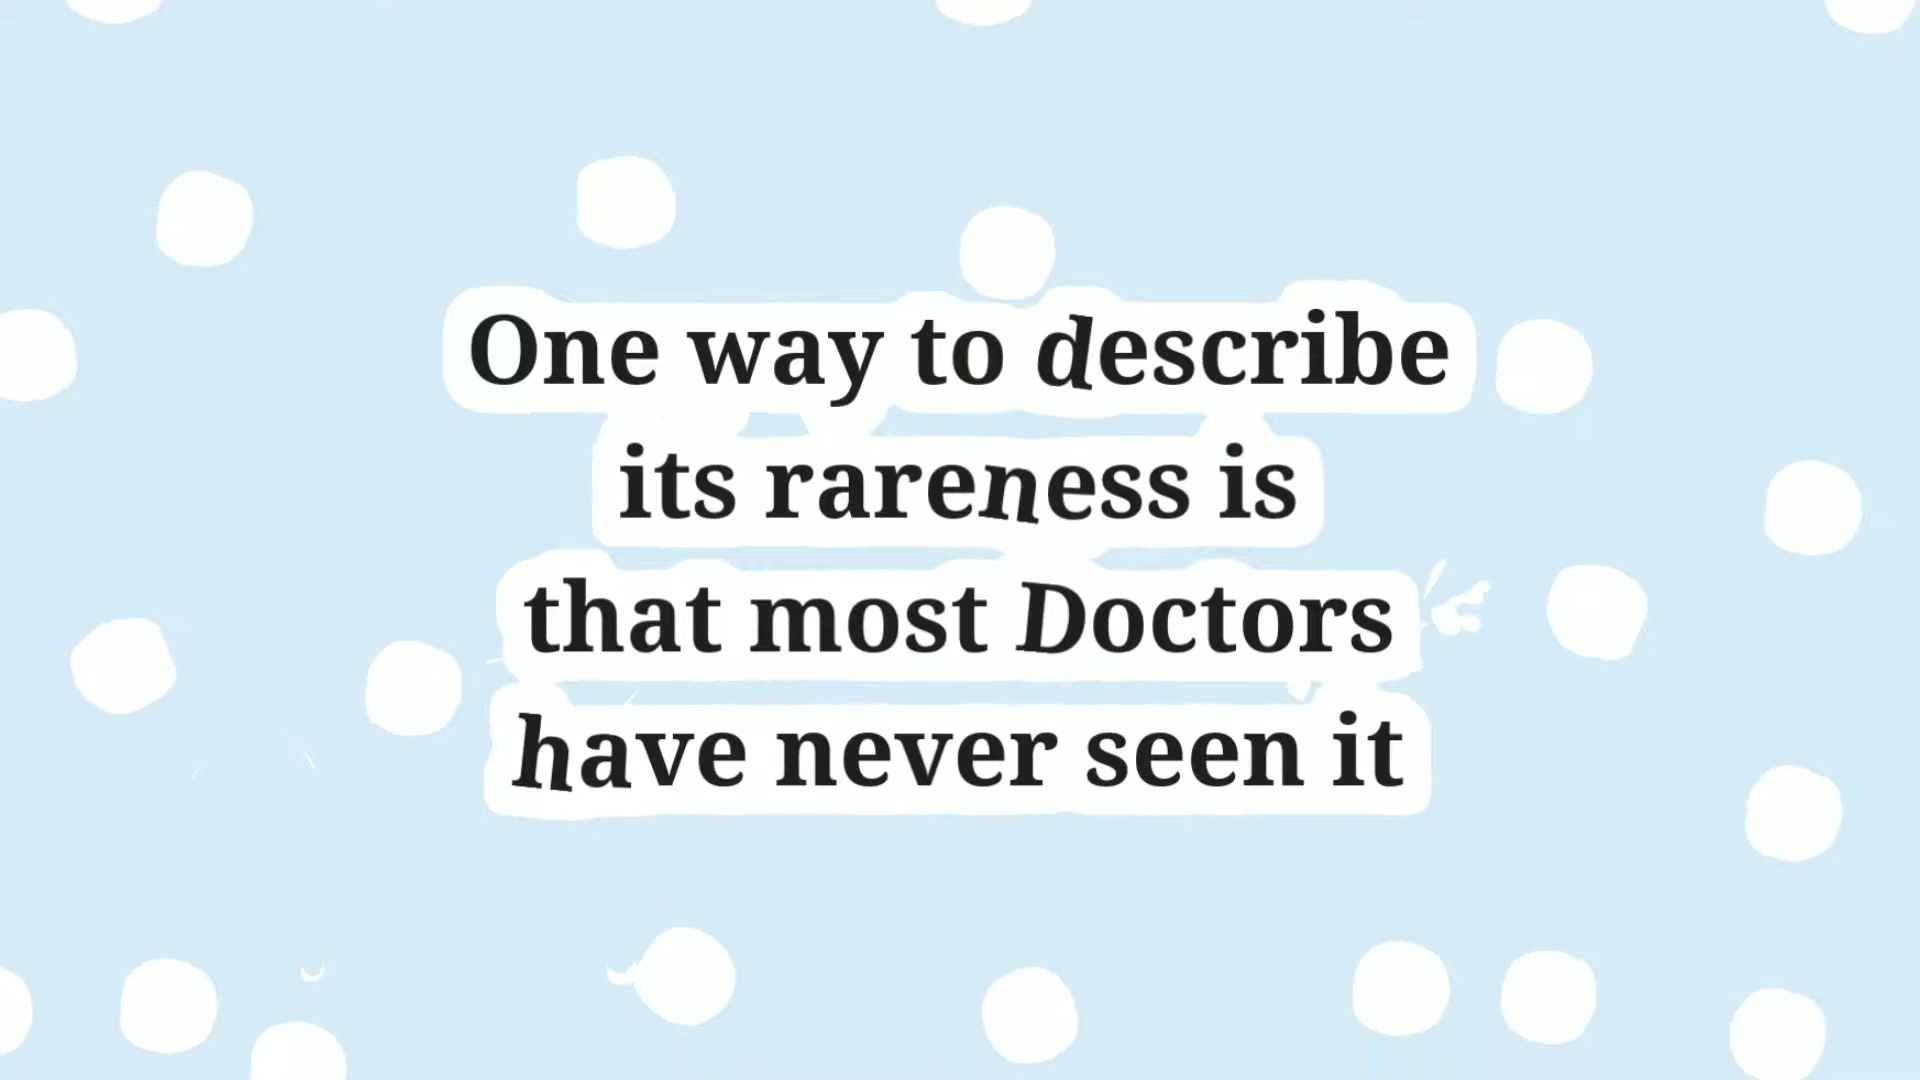 One way to describe
its rareness is
that most Doctors
have never seen it